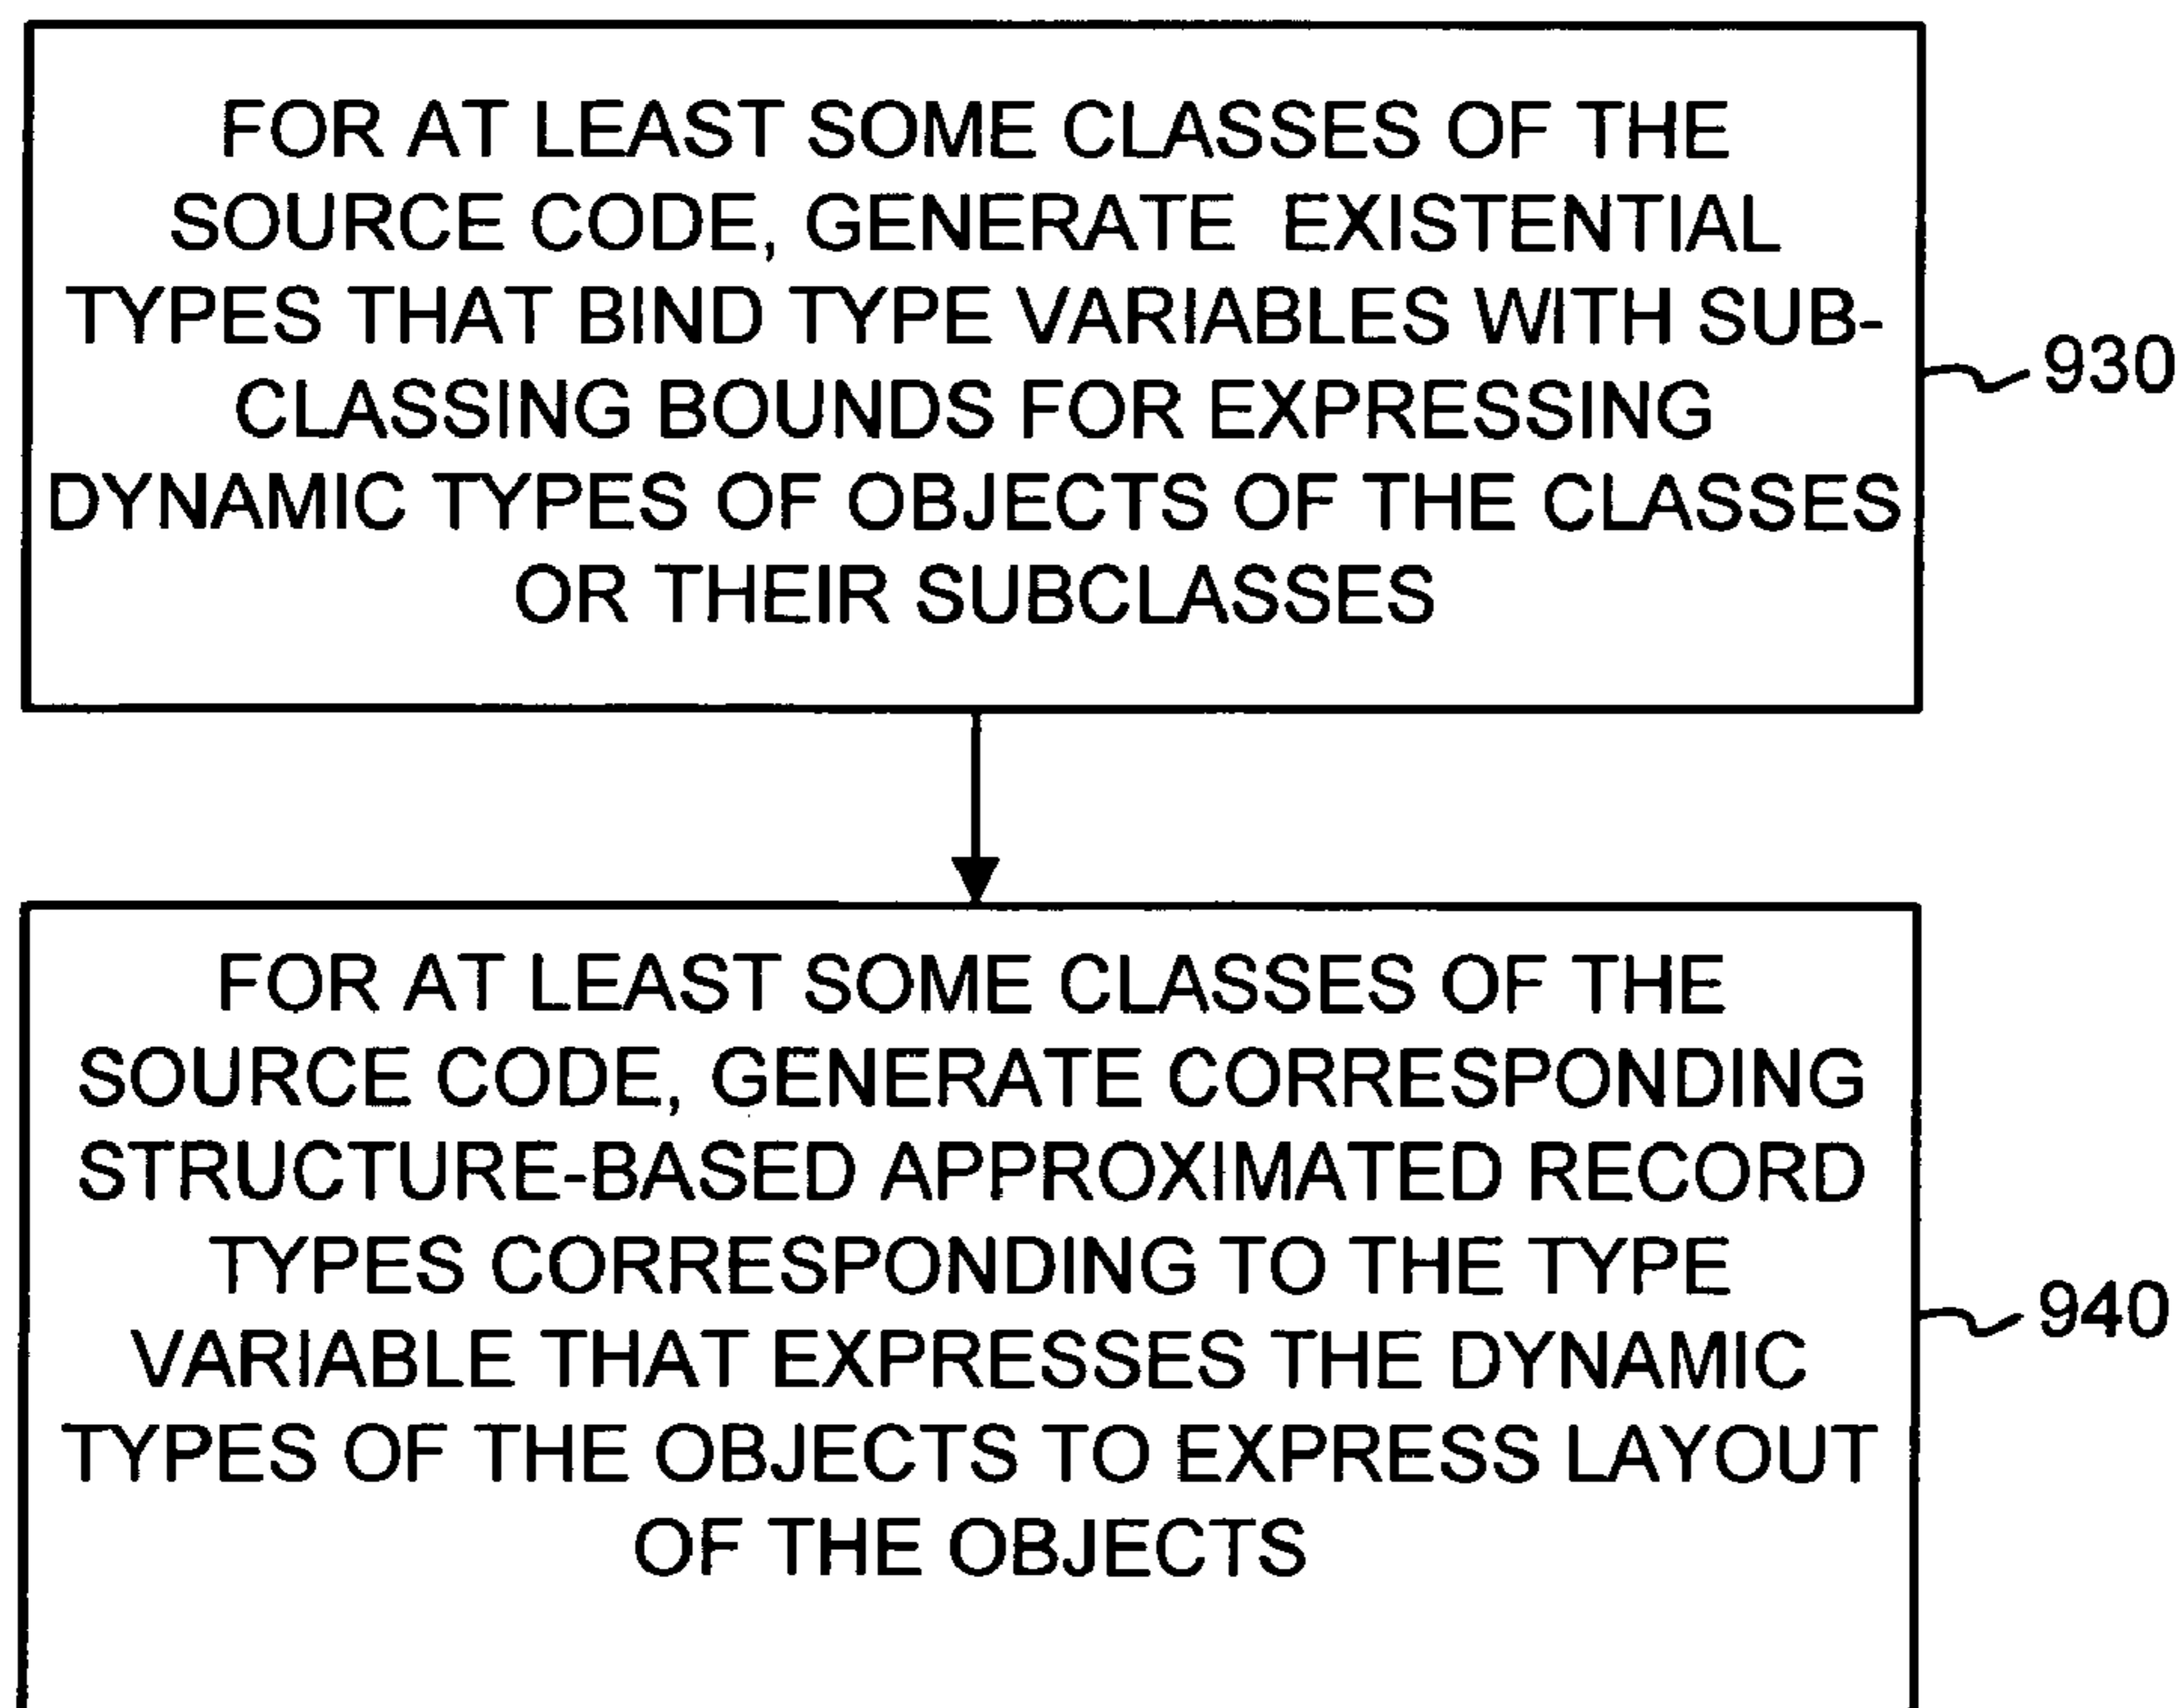 FOR AT LEAST SOME CLASSES OF THE
SOURCE CODE, GENERATE EXISTENTIAL
TYPES THAT BIND TYPE VARIABLES WITH SUB-
CLASSING BOUNDS FOR EXPRESSING
DYNAMIC TYPES OF OBJECTS OF THE CLASSES
OR THEIR SUBCLASSES
930
FOR AT LEAST SOME CLASSES OF THE
SOURCE CODE, GENERATE CORRESPONDING
STRUCTURE-BASED APPROXIMATED RECORD
TYPES CORRESPONDING TO THE TYPE
VARIABLE THAT EXPRESSES THE DYNAMIC
TYPES OF THE OBJECTS TO EXPRESS LAYOUT
OF THE OBJECTS
940